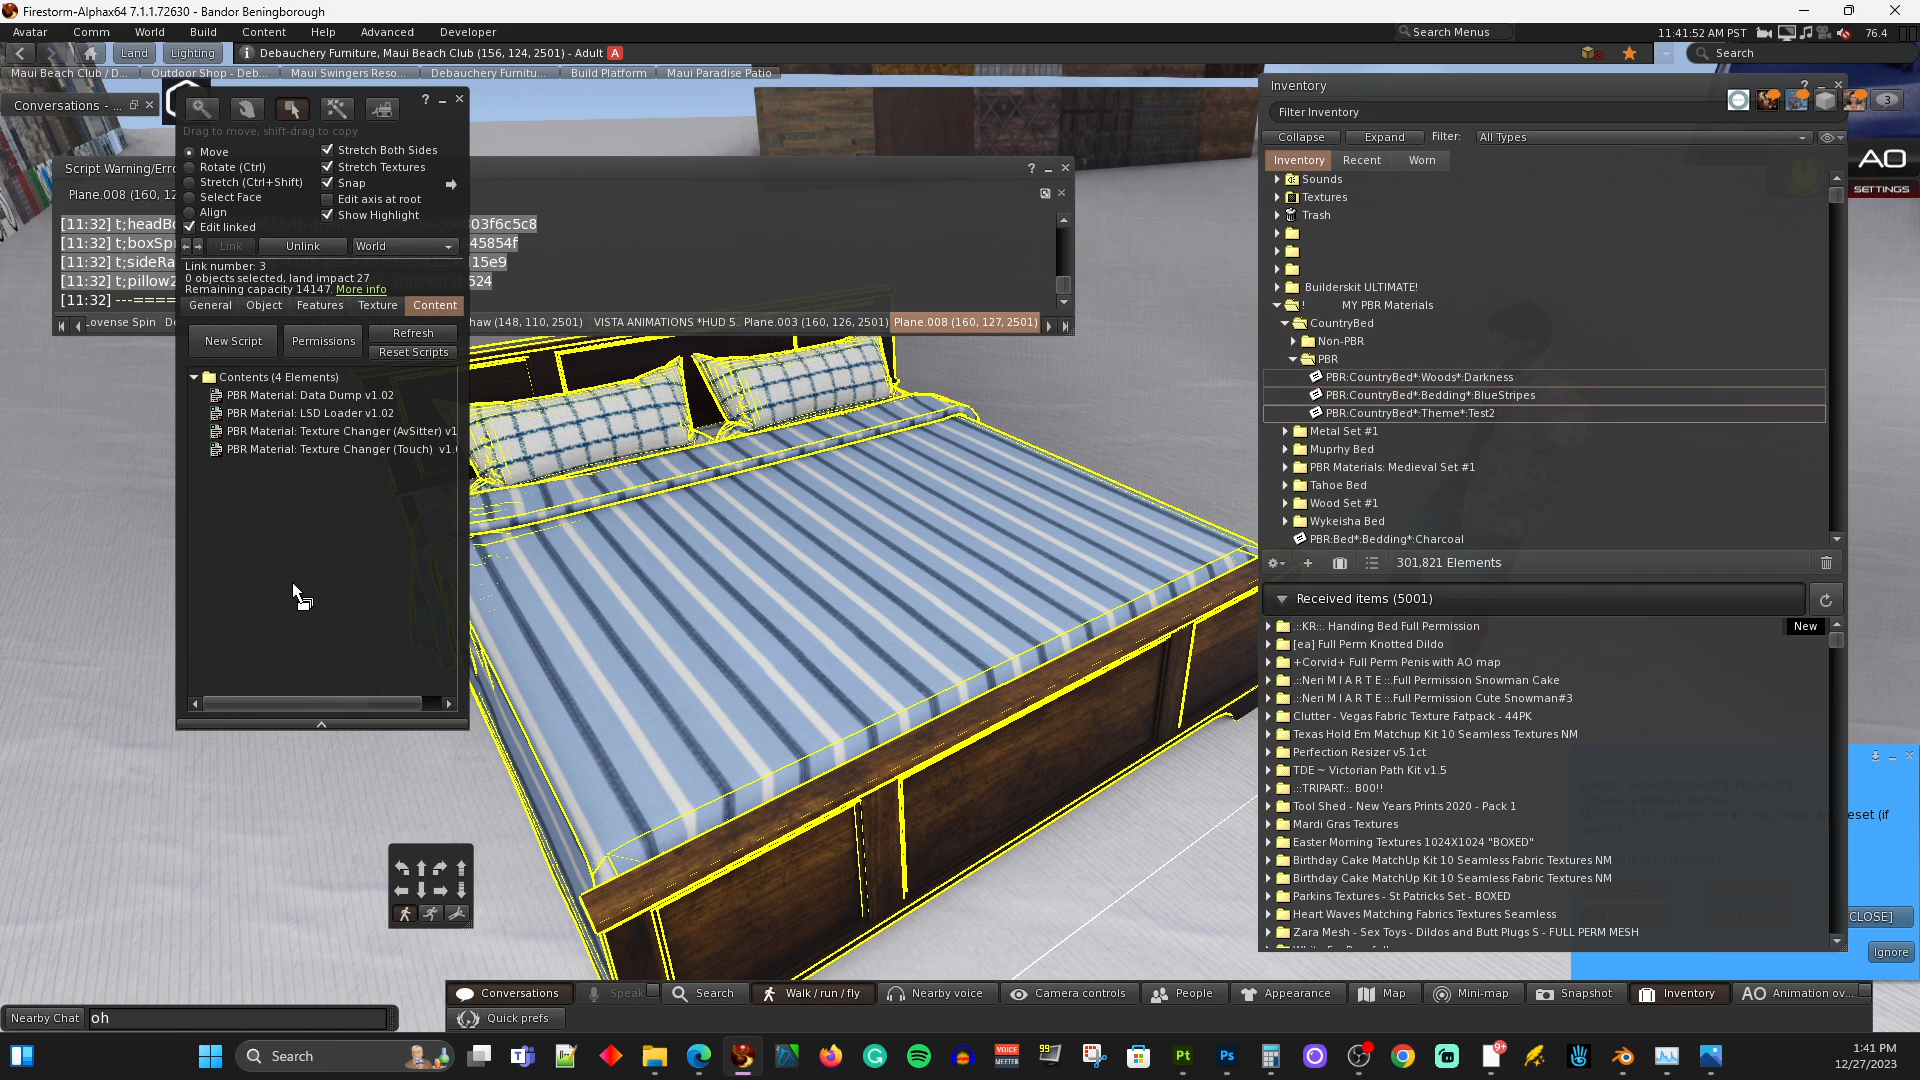 Firestorm-Alphax64 7.1.1.72630 - Bandor Beningborough
Avatar Comm World Build Content Help Advanced Developer
Search Menus
11:41:52 AM PST
76.4
Land Lighting
Debauchery Furniture, Maui Beach Club (156, 124, 2501) - Adult A
Search
Maui Beach Club / D... Outdoor Shop - Deb... Maui Swingers Reso... Debauchery Furnitu... Build Platform Maui Paradise Patio
Conversations - ...
Drag to move, shift-drag to copy
Move
Rotate (Ctrl)
Stretch (Ctrl+Shift)
Select Face
Align
Edit linked
Stretch Both Sides
Stretch Textures
Snap
Edit axis at root
Show Highlight
Link Unlink World
Link number: 3
0 objects selected, land impact 27
Remaining capacity 14147. More info
General Object Features Texture Content
New Script Permissions Refresh
Reset Scripts
Contents (4 Elements)
PBR Material: Data Dump v1.02
PBR Material: LSD Loader v1.02
PBR Material: Texture Changer (AvSitter) v1
PBR Material: Texture Changer (Touch) v1.
Script Warning/Erro
Plane.008 (160, 12
[11:32] t;headBo
03f6c5c8
[11:32] t;boxSp
45854f
[11:32] t;sideRa
15e9
[11:32] t;pillow2
524
[11:32] ---====
ovense Spin De
haw (148, 110, 2501) VISTA ANIMATIONS *HUD 5. Plane.003 (160, 126, 2501) Plane.008 (160, 127, 2501)
Inventory
Filter Inventory
Collapse Expand Filter: All Types
Inventory Recent Worn
Sounds
Textures
Trash
Builderskit ULTIMATE!
! MY PBR Materials
CountryBed
Non-PBR
PBR
PBR:CountryBed*:Woods*:Darkness
PBR:CountryBed*:Bedding*:BlueStripes
PBR:CountryBed*:Theme*:Test2
Metal Set #1
Muprhy Bed
PBR Materials: Medieval Set #1
Tahoe Bed
Wood Set #1
Wykeisha Bed
PBR:Bed*:Bedding*:Charcoal
301,821 Elements
Received items (5001)
.::KR::. Handing Bed Full Permission
New
[ea] Full Perm Knotted Dildo
+Corvid+ Full Perm Penis with AO map
.::Neri M I A R T E ::.Full Permission Snowman Cake
.::Neri M I A R T E ::.Full Permission Cute Snowman#3
Clutter - Vegas Fabric Texture Fatpack - 44PK
Texas Hold Em Matchup Kit 10 Seamless Textures NM
Perfection Resizer v5.1ct
TDE ~ Victorian Path Kit v1.5
.::TRIPART::. B00!!
Tool Shed - New Years Prints 2020 - Pack 1
Mardi Gras Textures
Easter Morning Textures 1024X1024 "BOXED"
Birthday Cake MatchUp Kit 10 Seamless Fabric Textures NM
Birthday Cake MatchUp Kit 10 Seamless Fabric Textures NM
Parkins Textures - St Patricks Set - BOXED
Heart Waves Matching Fabrics Textures Seamless
Zara Mesh - Sex Toys - Dildos and Butt Plugs S - FULL PERM MESH
3
AO
SETTINGS
eset (if
CLOSE]
Ignore
Nearby Chat oh
Conversations Speak Search Walk / run / fly Nearby voice Camera controls People Appearance Map Mini-map Snapshot Inventory AO Animation ov...
Quick prefs
Search
VOICE
MEETER
99
Pt
Ps
9+
1:41 PM
12/27/2023